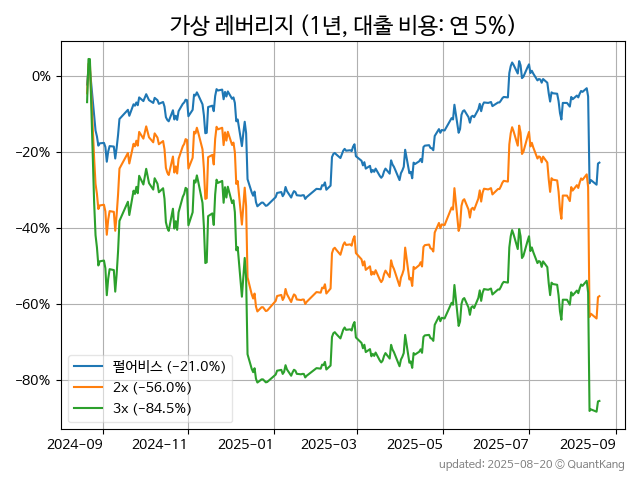 가상 레버리지 (1년, 대출 비용: 연 5%)
0%
−20%
−40%
−60%
−80%
펄어비스 (−21.0%)
2x (−56.0%)
3x (−84.5%)
2024-09 2024-11 2025-01 2025-03 2025-05 2025-07 2025-09
updated: 2025-08-20 © QuantKang